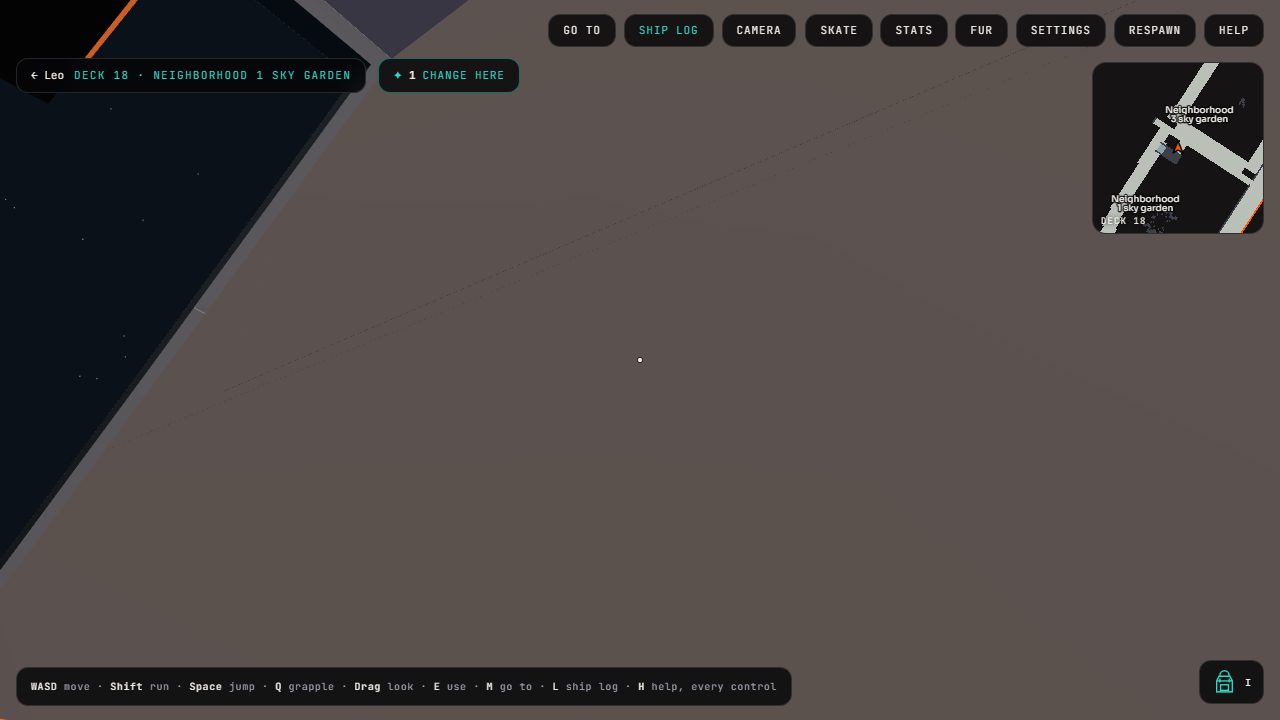 GO TO
SHIP LOG
CAMERA
SKATE
STATS
FUR
SETTINGS
RESPAWN
HELP
← Leo DECK 18 · NEIGHBORHOOD 1 SKY GARDEN
✦ 1 CHANGE HERE
Neighborhood
3 sky garden
Neighborhood
1 sky garden
DECK 18
WASD move · Shift run · Space jump · Q grapple · Drag look · E use · M go to · L ship log · H help, every control
I